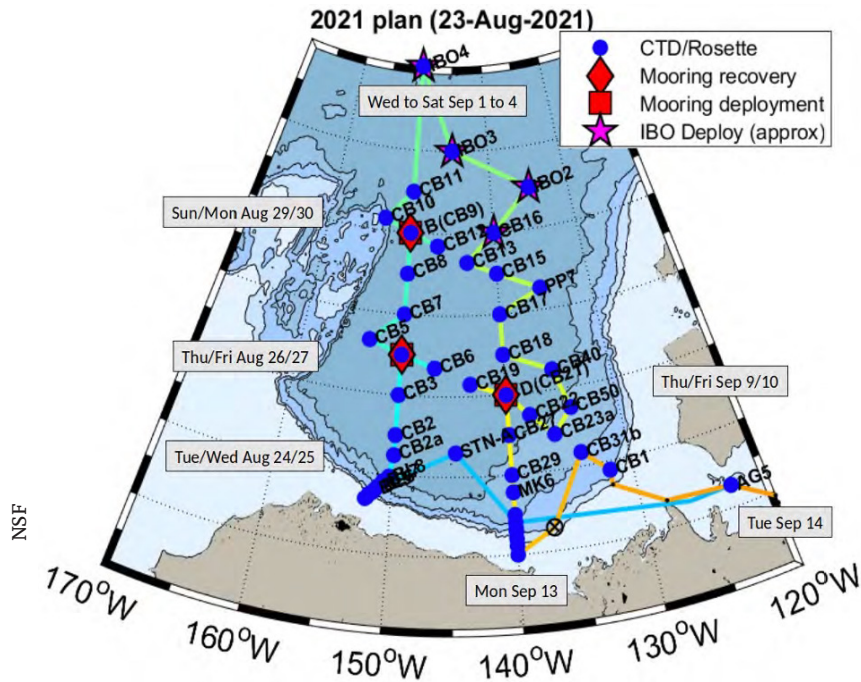 2021 plan (23-Aug-2021)
CTD/Rosette
Mooring recovery
Mooring deployment
IBO Deploy (approx)
IBO4
Wed to Sat Sep 1 to 4
IBO3
IBO2
CB11
Sun/Mon Aug 29/30
CB10
B(CB9)
CB16
CB13
CB8
CB15
PP7
CB7
CB17
CB5
Thu/Fri Aug 26/27
CB6
CB18
CB40
CB19
CB3
Thu/Fri Sep 9/10
CB50
CB22
CB23a
CB2
CB2a
STN-A
CB27
CB31b
Tue/Wed Aug 24/25
CB29
CB1
MK6
AG5
NSF
Tue Sep 14
Mon Sep 13
170°W
160°W
150°W
140°W
130°W
120°W